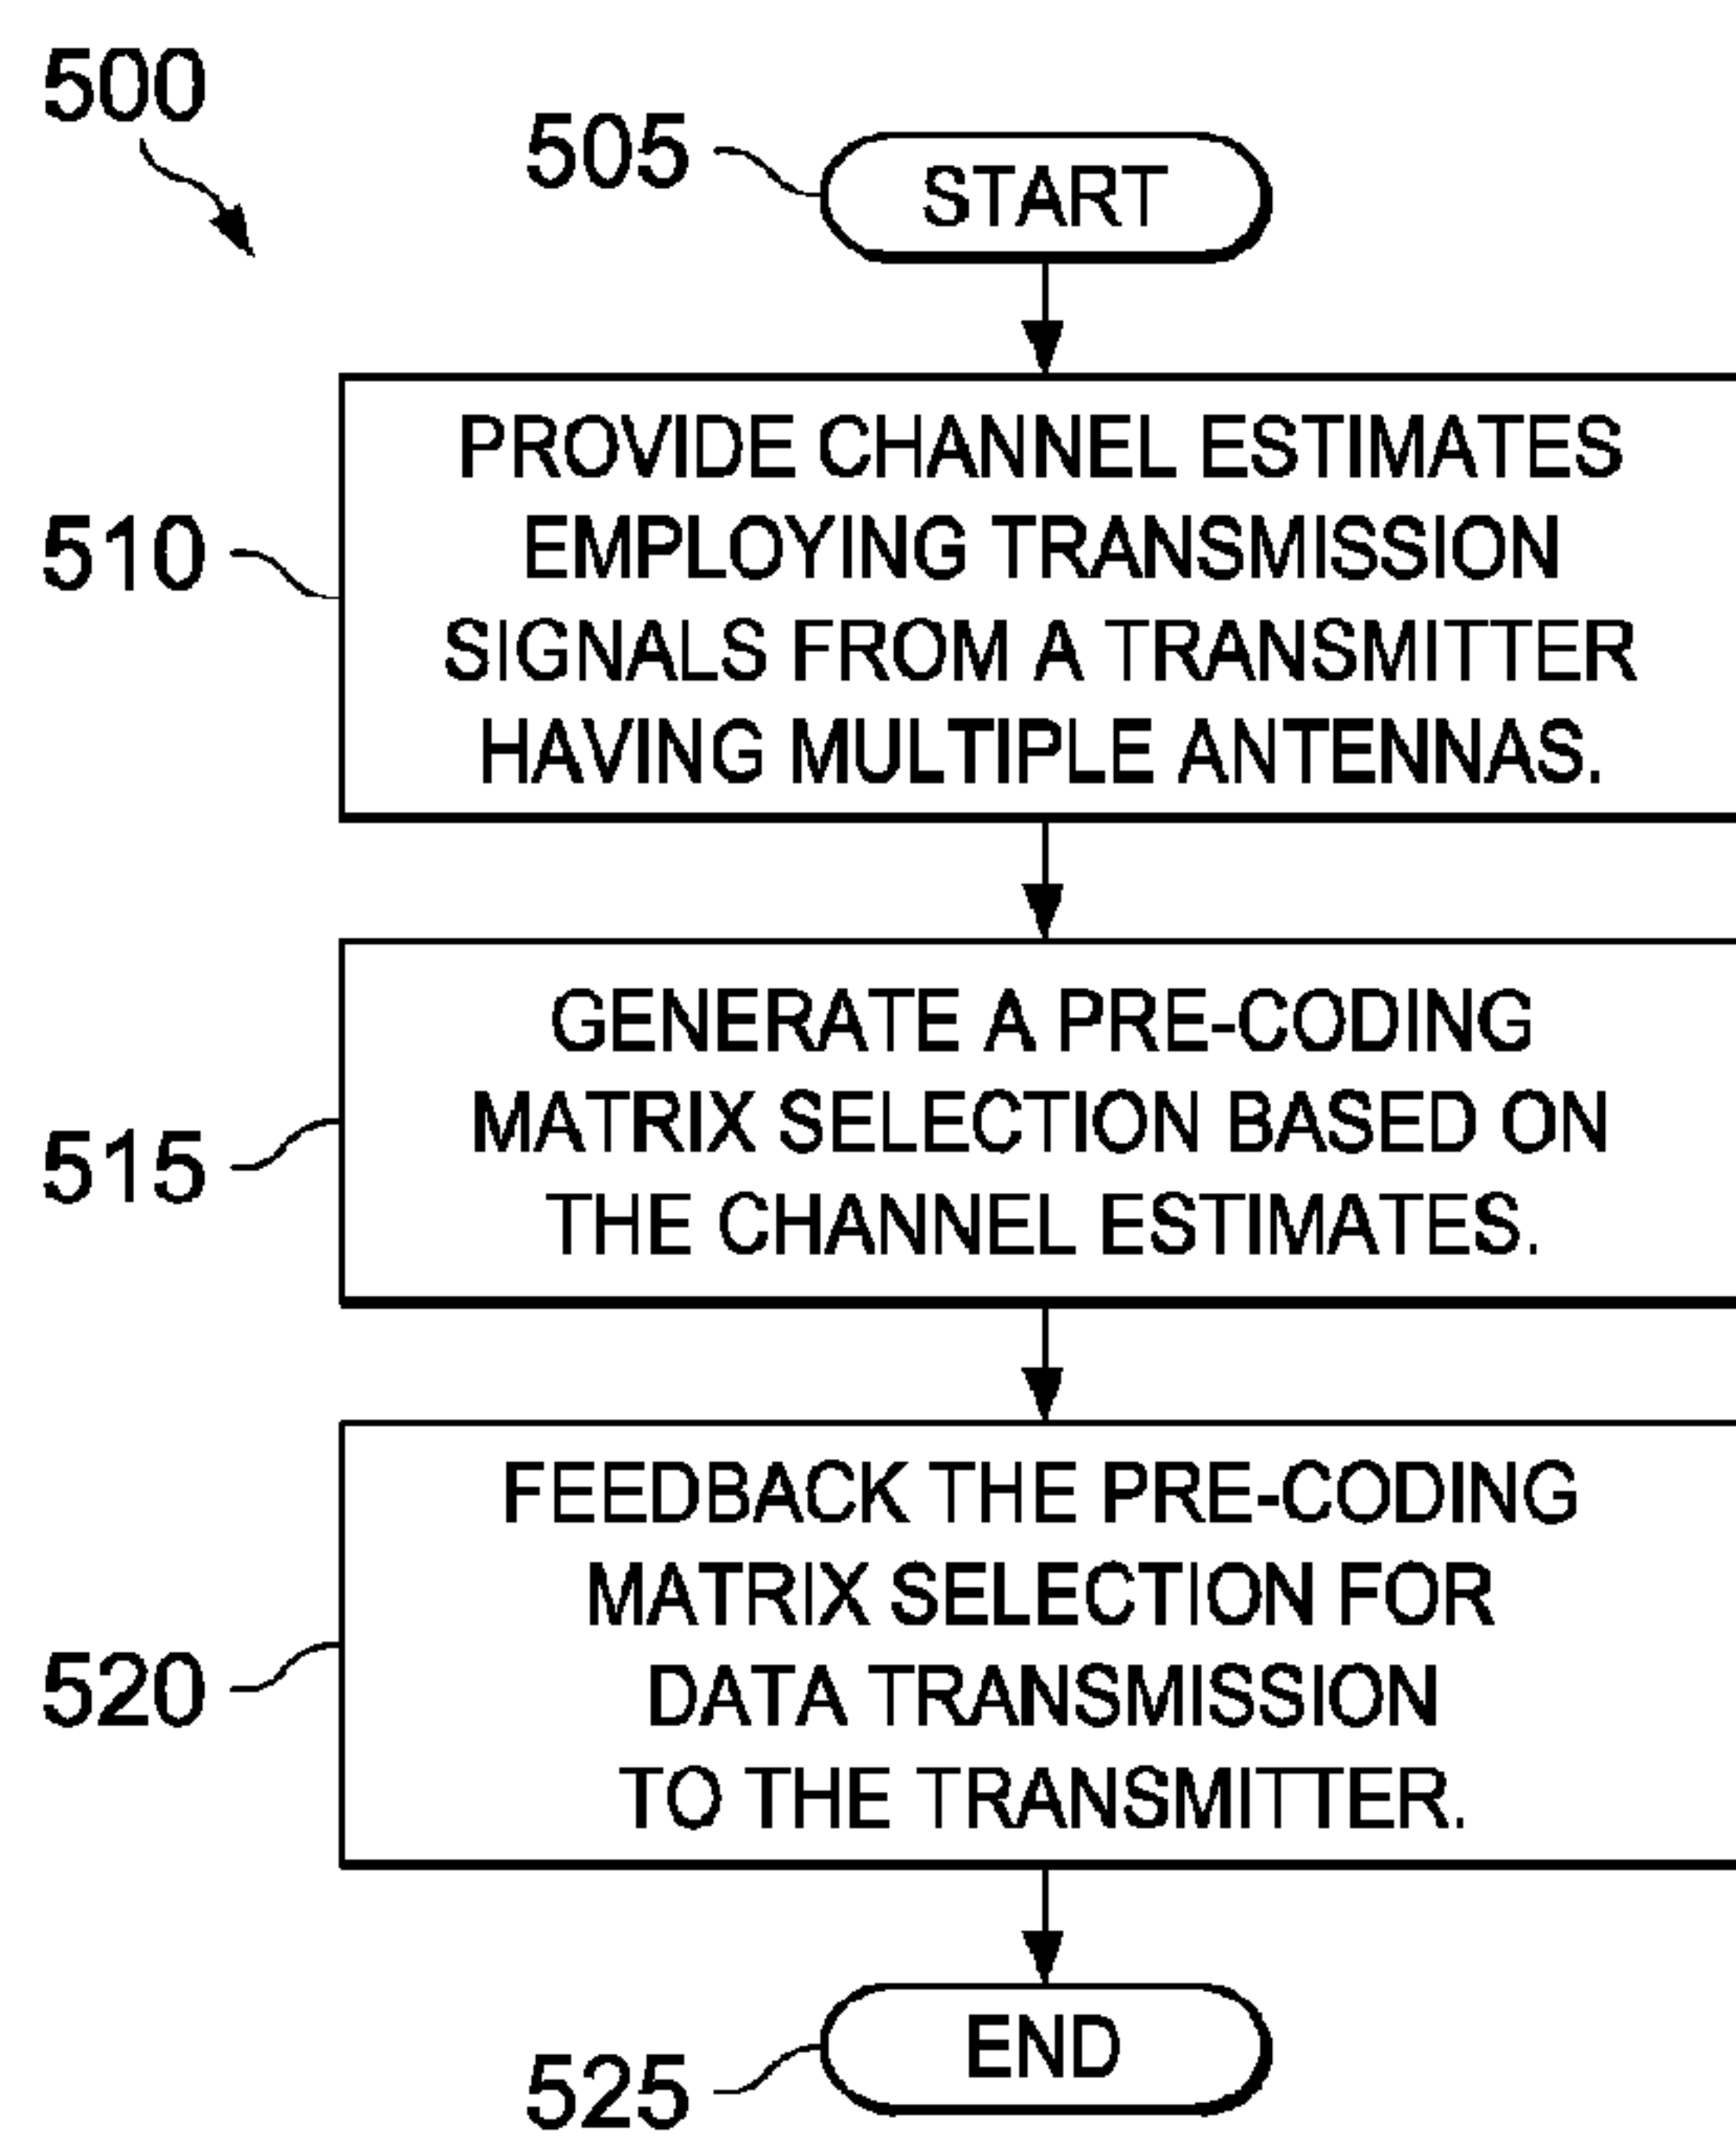 500
505
START
PROVIDE CHANNEL ESTIMATES
EMPLOYING TRANSMISSION
SIGNALS FROM A TRANSMITTER
HAVING MULTIPLE ANTENNAS.
510
GENERATE A PRE-CODING
MATRIX SELECTION BASED ON
THE CHANNEL ESTIMATES.
515
FEEDBACK THE PRE-CODING
MATRIX SELECTION FOR
DATA TRANSMISSION
TO THE TRANSMITTER.
520
END
525